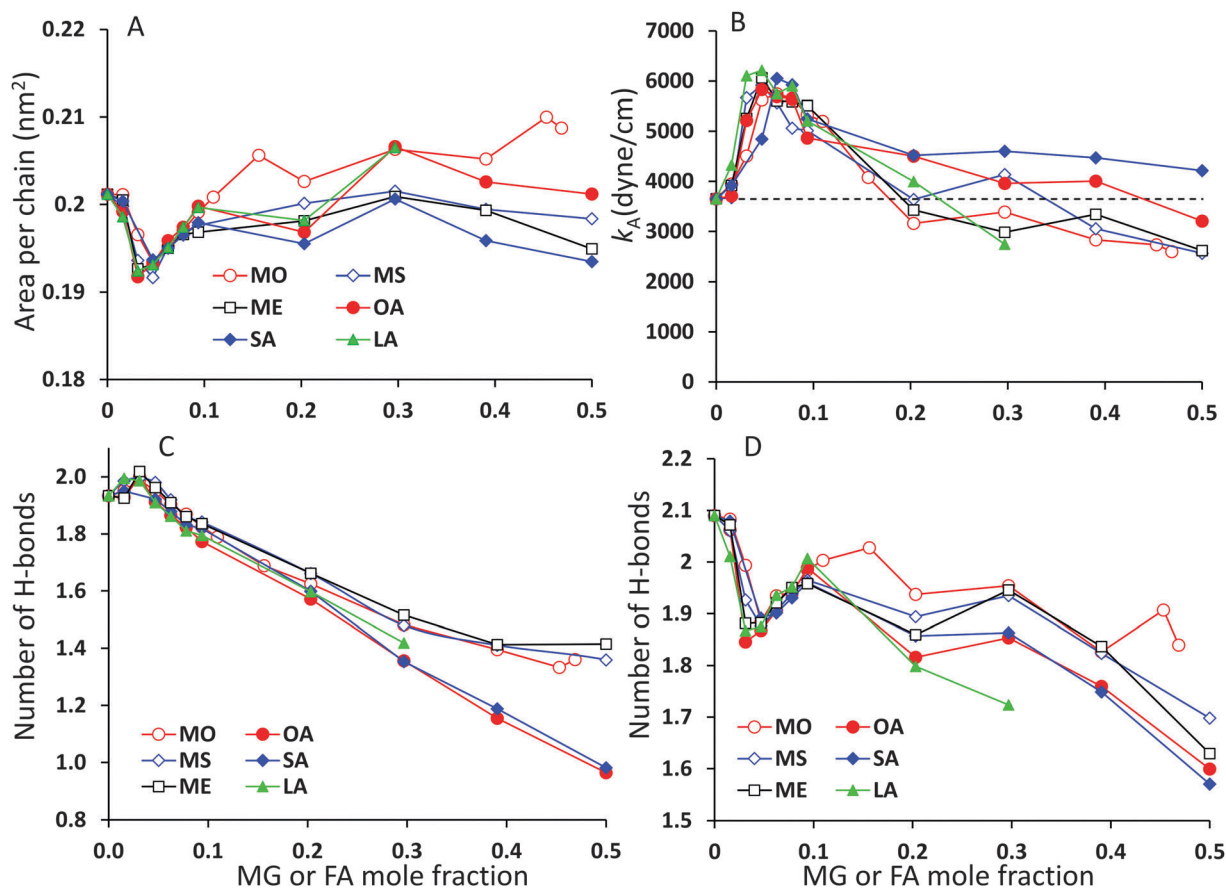 A
Area per chain (nm²)
0.22
0.21
0.2
0.19
0.18
0
0.1
0.2
0.3
0.4
0.5
MO
MS
ME
OA
SA
LA
B
kA(dyne/cm)
7000
6000
5000
4000
3000
2000
1000
0
0
0.1
0.2
0.3
0.4
0.5
C
Number of H-bonds
2.0
1.8
1.6
1.4
1.2
1.0
0.8
0.0
0.1
0.2
0.3
0.4
0.5
MO
OA
MS
SA
ME
LA
MG or FA mole fraction
D
Number of H-bonds
2.2
2.1
2.0
1.9
1.8
1.7
1.6
1.5
0.0
0.1
0.2
0.3
0.4
0.5
MO
OA
MS
SA
ME
LA
MG or FA mole fraction